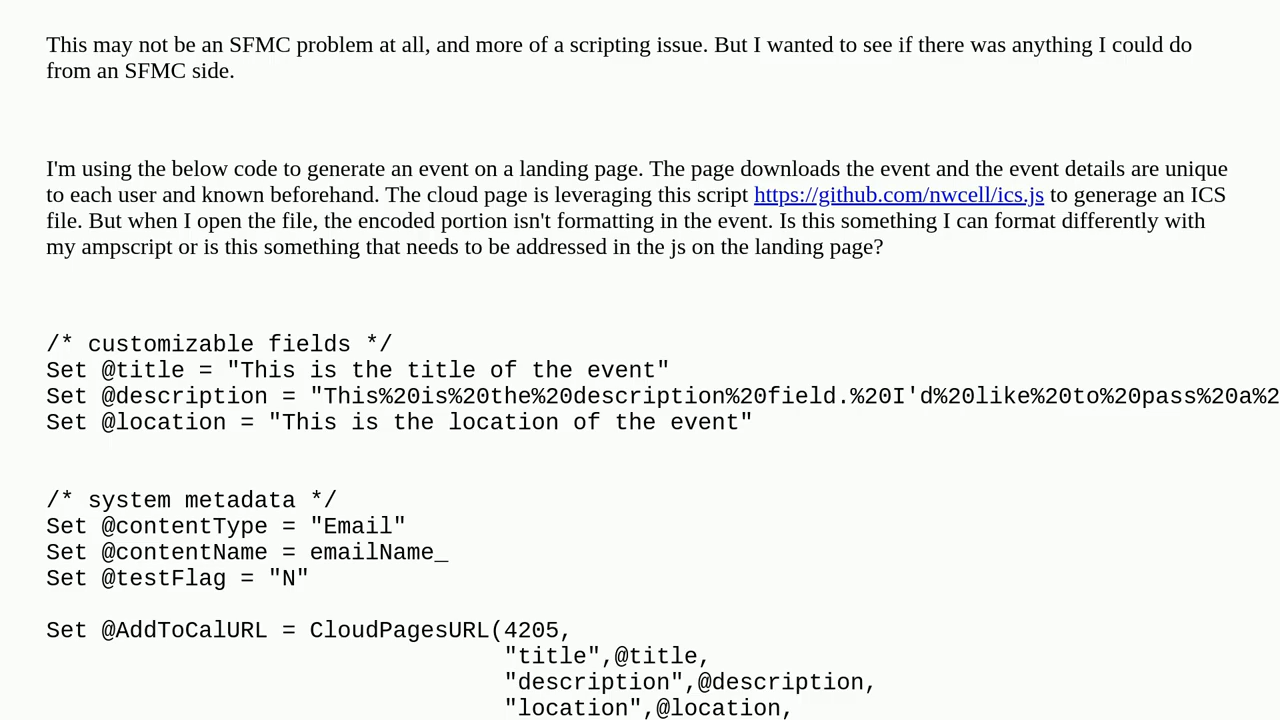 This may not be an SFMC problem at all, and more of a scripting issue. But I wanted to see if there was anything I could do
from an SFMC side.
I'm using the below code to generate an event on a landing page. The page downloads the event and the event details are unique
to each user and known beforehand. The cloud page is leveraging this script https://github.com/nwcell/ics.js to generage an ICS
file. But when I open the file, the encoded portion isn't formatting in the event. Is this something I can format differently with
my ampscript or is this something that needs to be addressed in the js on the landing page?
/* customizable fields */
Set @title = "This is the title of the event"
Set @description = "This%20is%20the%20description%20field.%20I'd%20like%20to%20pass%20a%2
Set @location = "This is the location of the event"
/* system metadata */
Set @contentType = "Email"
Set @contentName = emailName_
Set @testFlag = "N"
Set @AddToCalURL = CloudPagesURL(4205,
"title",@title,
"description",@description,
"location",@location,